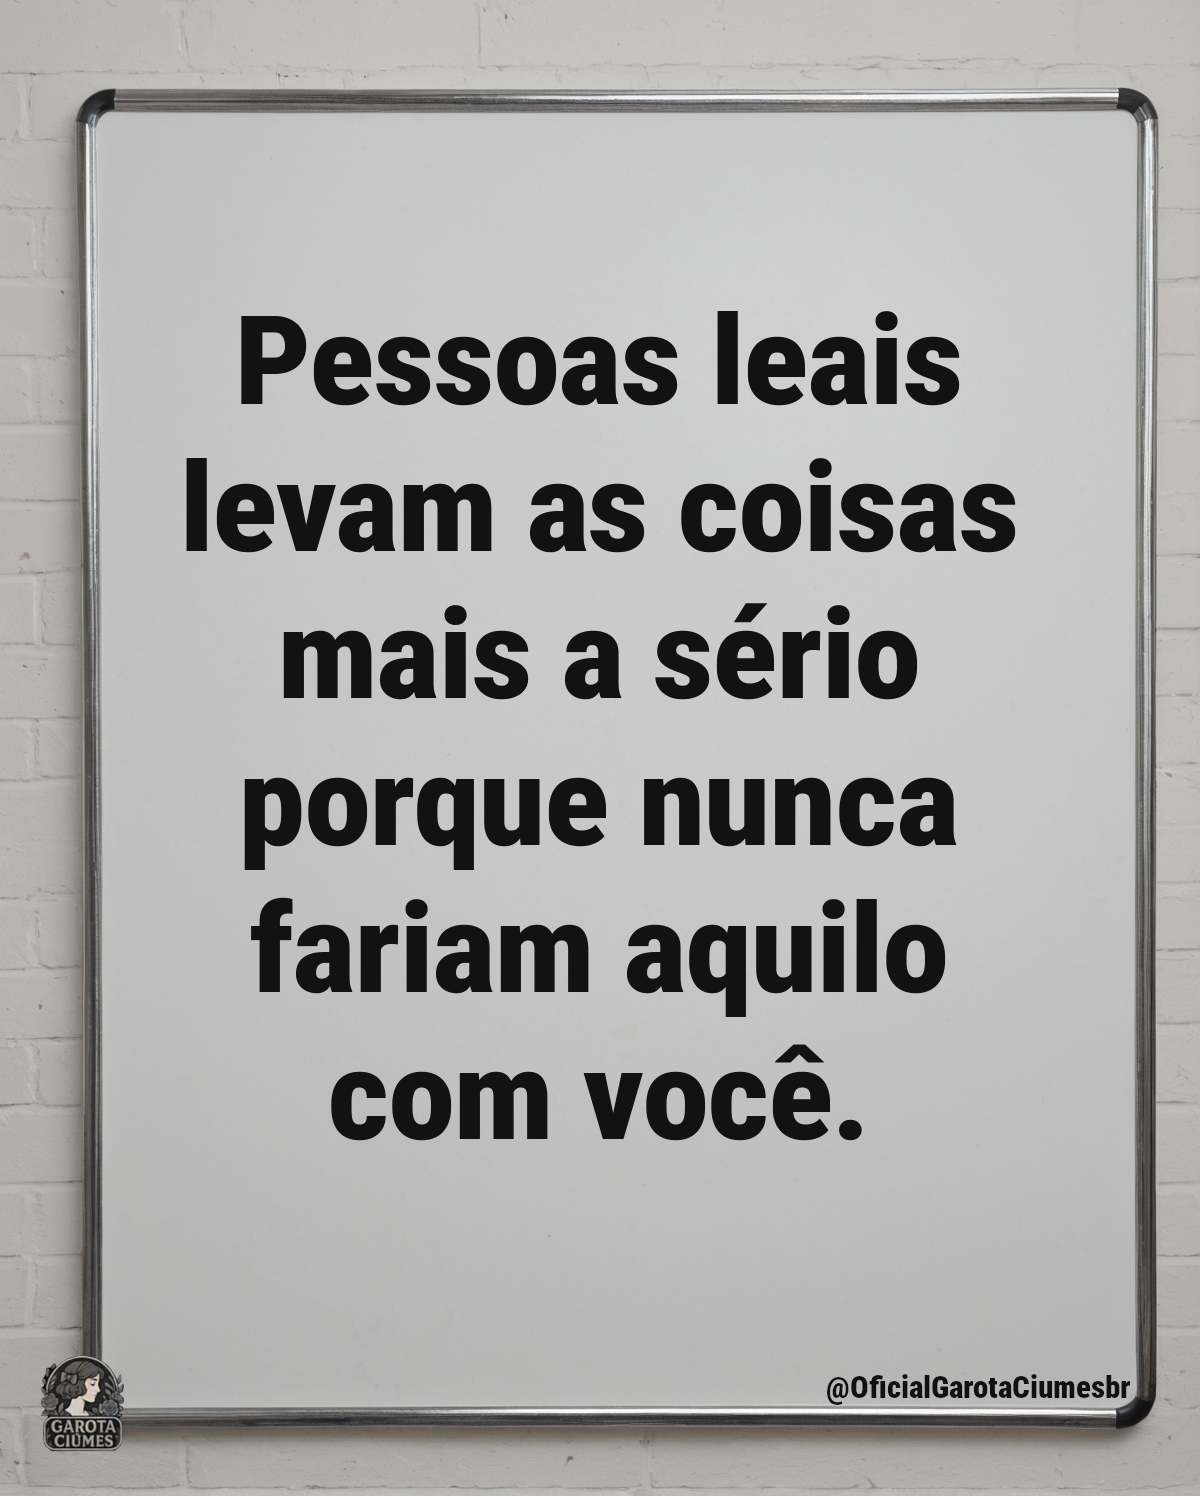 Pessoas leais
levam as coisas
mais a sério
porque nunca
fariam aquilo
com você.
@OficialGarotaCiumesbr
GAROTA
CIÚMES